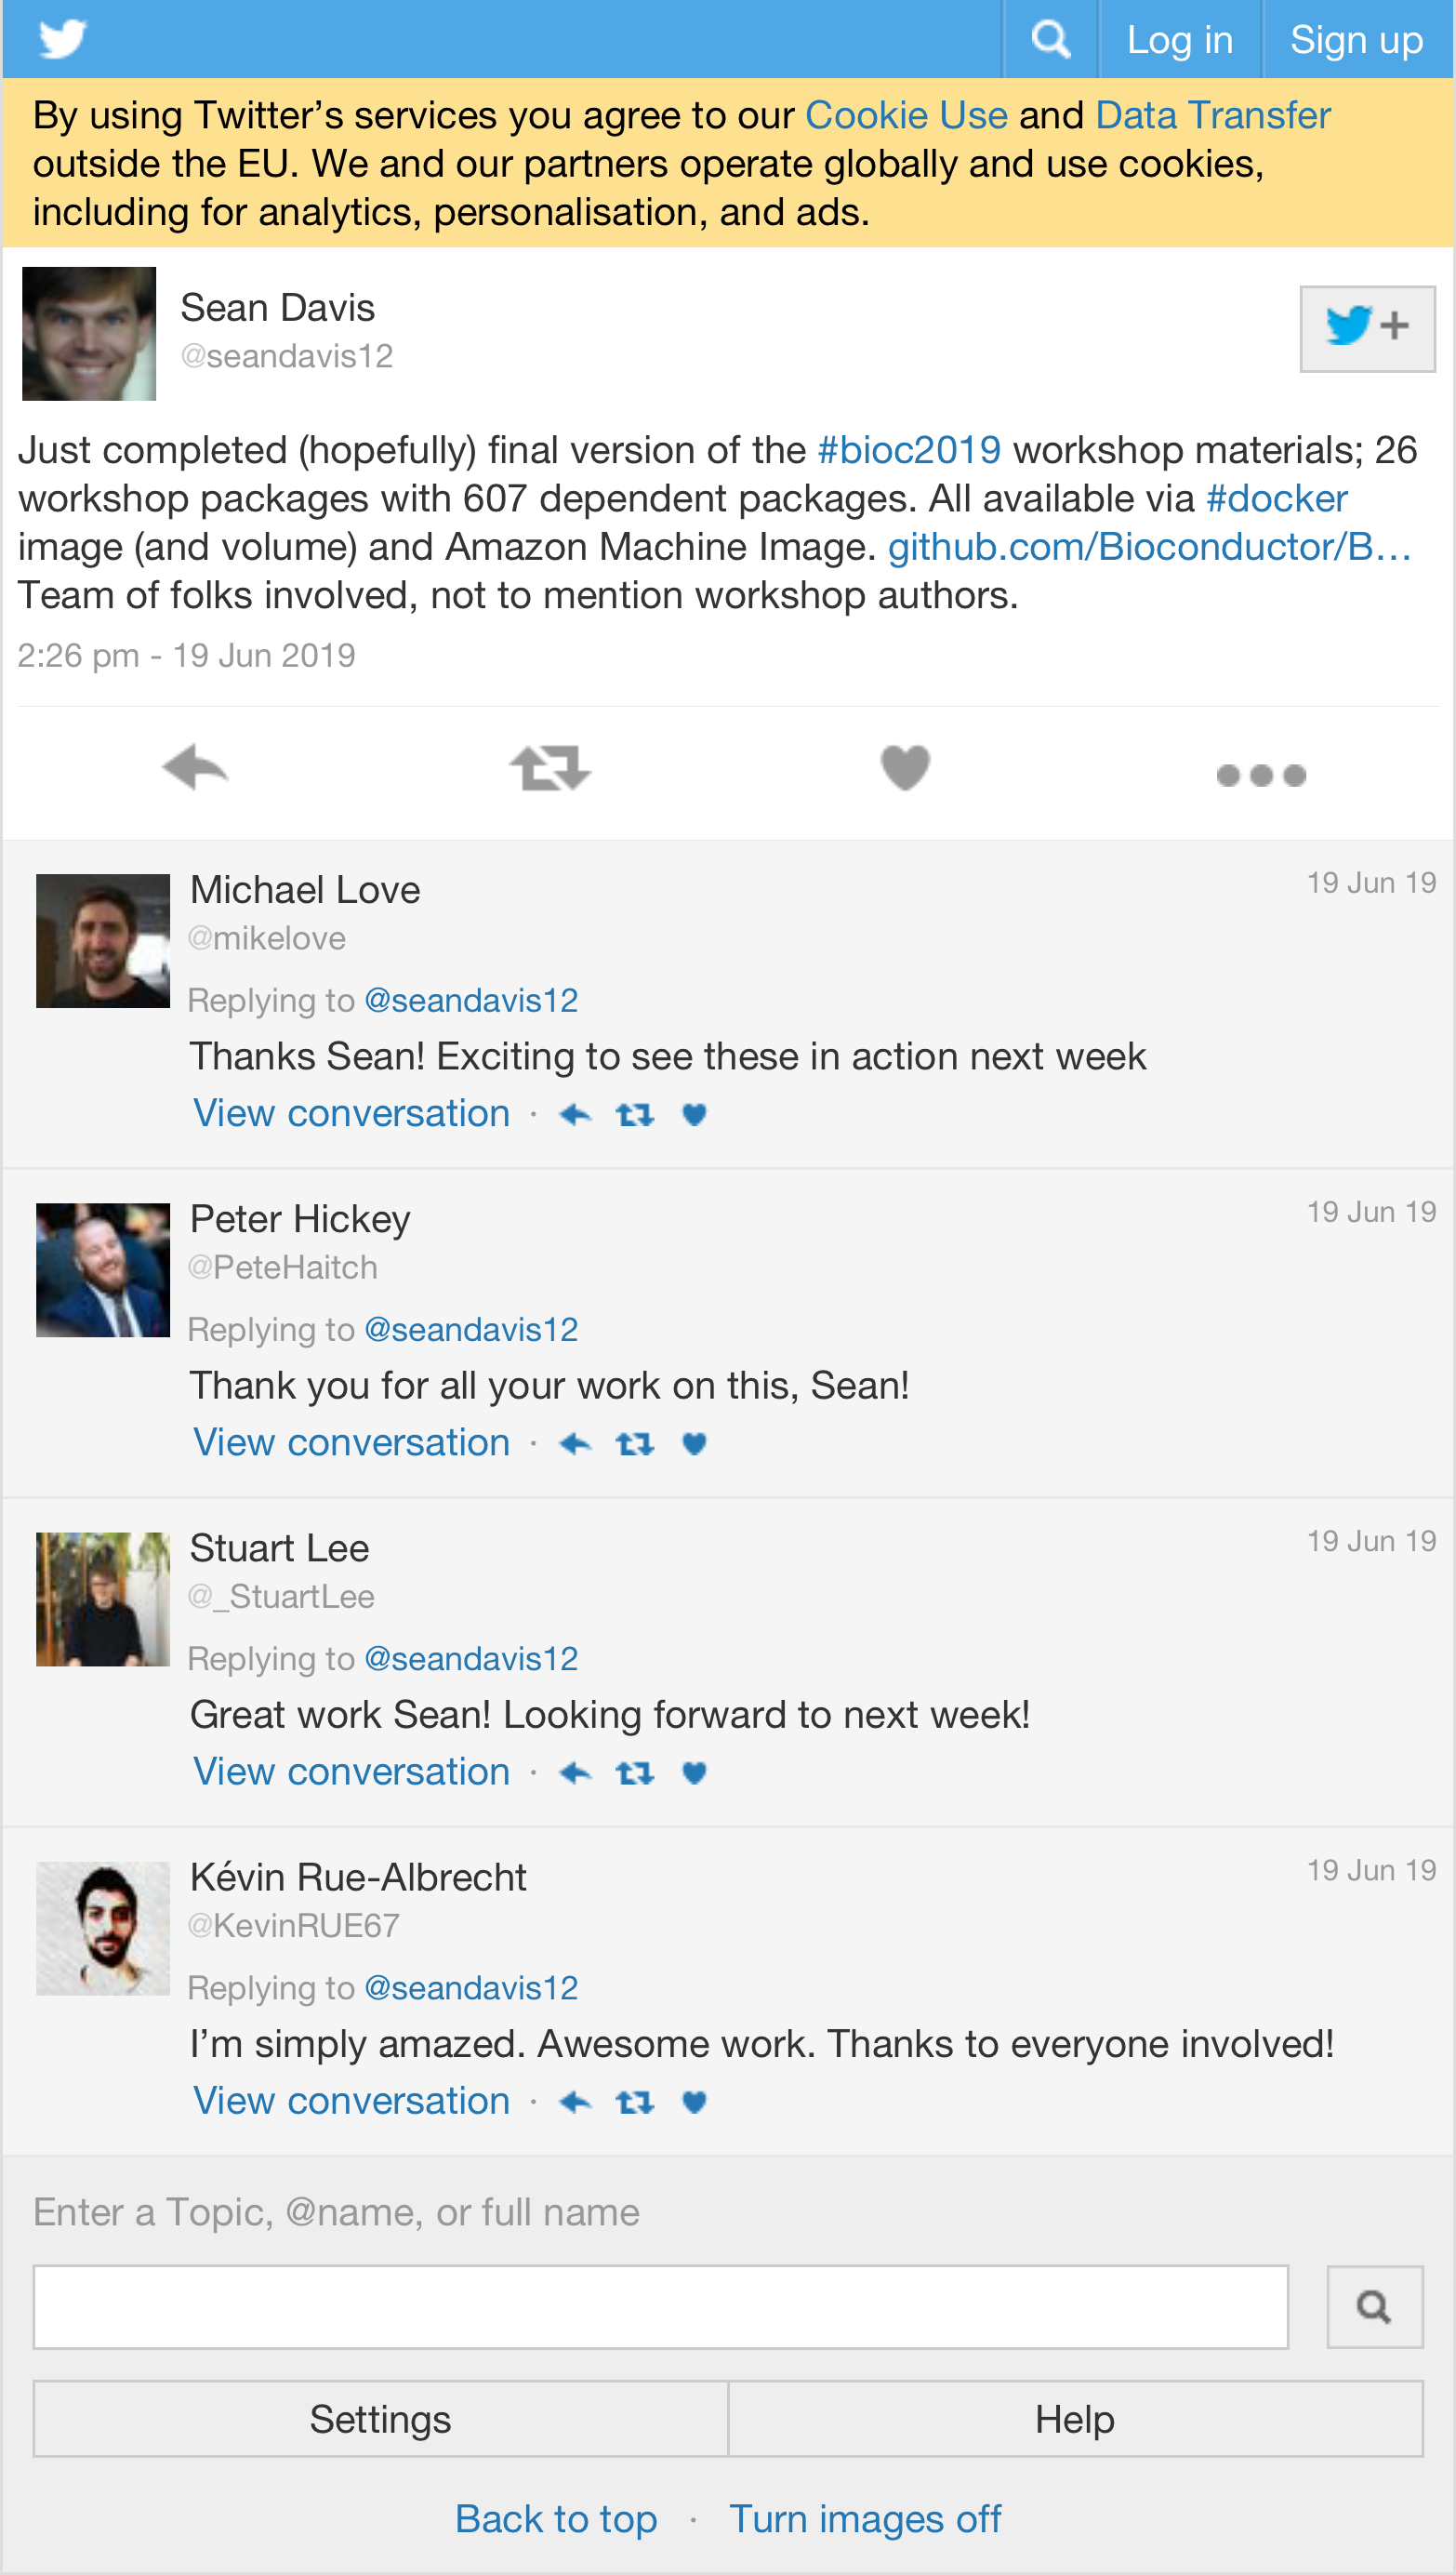 Log in
Sign up
By using Twitter’s services you agree to our Cookie Use and Data Transfer
outside the EU. We and our partners operate globally and use cookies,
including for analytics, personalisation, and ads.
Sean Davis
@seandavis12
Just completed (hopefully) final version of the #bioc2019 workshop materials; 26
workshop packages with 607 dependent packages. All available via #docker
image (and volume) and Amazon Machine Image. github.com/Bioconductor/B…
Team of folks involved, not to mention workshop authors.
2:26 pm - 19 Jun 2019
Michael Love
19 Jun 19
@mikelove
Replying to @seandavis12
Thanks Sean! Exciting to see these in action next week
View conversation ·
Peter Hickey
19 Jun 19
@PeteHaitch
Replying to @seandavis12
Thank you for all your work on this, Sean!
View conversation ·
Stuart Lee
19 Jun 19
@_StuartLee
Replying to @seandavis12
Great work Sean! Looking forward to next week!
View conversation ·
Kévin Rue-Albrecht
19 Jun 19
@KevinRUE67
Replying to @seandavis12
I’m simply amazed. Awesome work. Thanks to everyone involved!
View conversation ·
Enter a Topic, @name, or full name
Settings
Help
Back to top · Turn images off